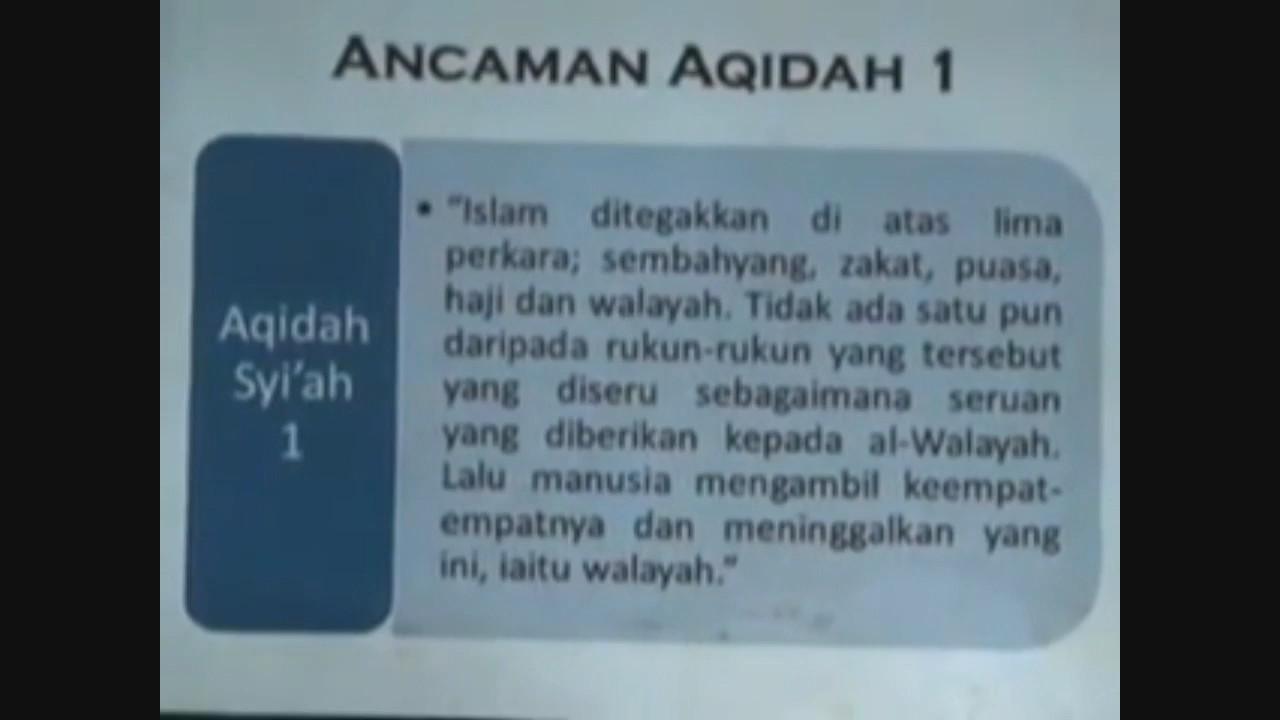 ANCAMAN AQIDAH 1
Aqidah
Syi'ah
1
• "Islam ditegakkan di atas lima
perkara; sembahyang, zakat, puasa,
haji dan walayah. Tidak ada satu pun
daripada rukun-rukun yang tersebut
yang diseru sebagaimana seruan
yang diberikan kepada al-Walayah.
Lalu manusia mengambil keempat-
empatnya dan meninggalkan yang
ini, iaitu walayah."